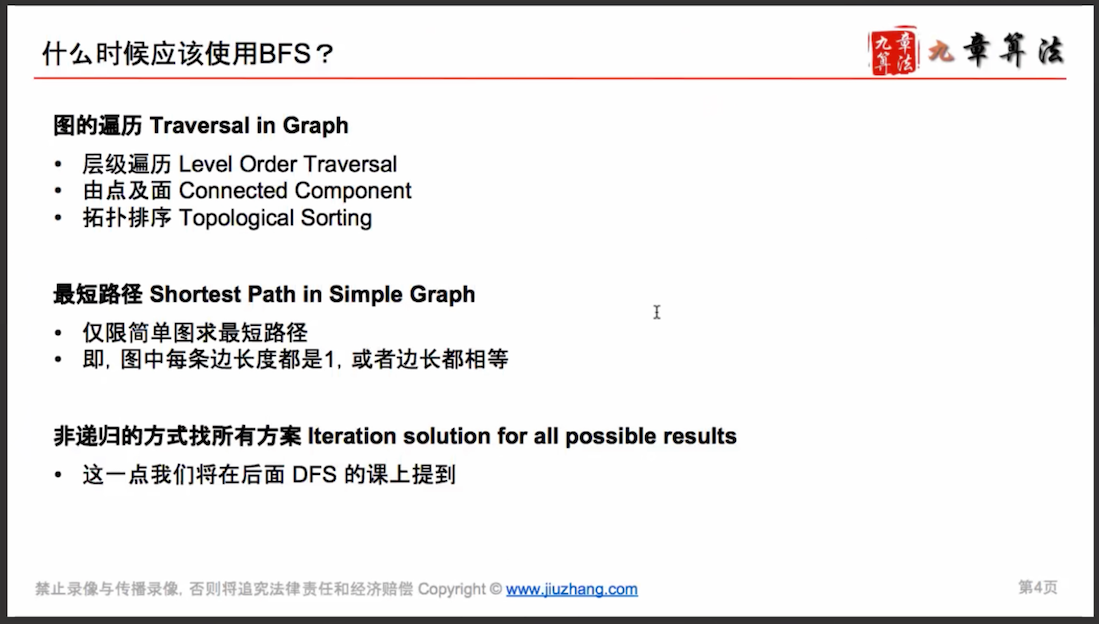 什么时候应该使用BFS？
九章算法
九章算法
图的遍历 Traversal in Graph
• 层级遍历 Level Order Traversal
• 由点及面 Connected Component
• 拓扑排序 Topological Sorting
最短路径 Shortest Path in Simple Graph
• 仅限简单图求最短路径
• 即, 图中每条边长度都是1, 或者边长都相等
非递归的方式找所有方案 Iteration solution for all possible results
• 这一点我们将在后面 DFS 的课上提到
禁止录像与传播录像, 否则将追究法律责任和经济赔偿 Copyright © www.jiuzhang.com
第4页